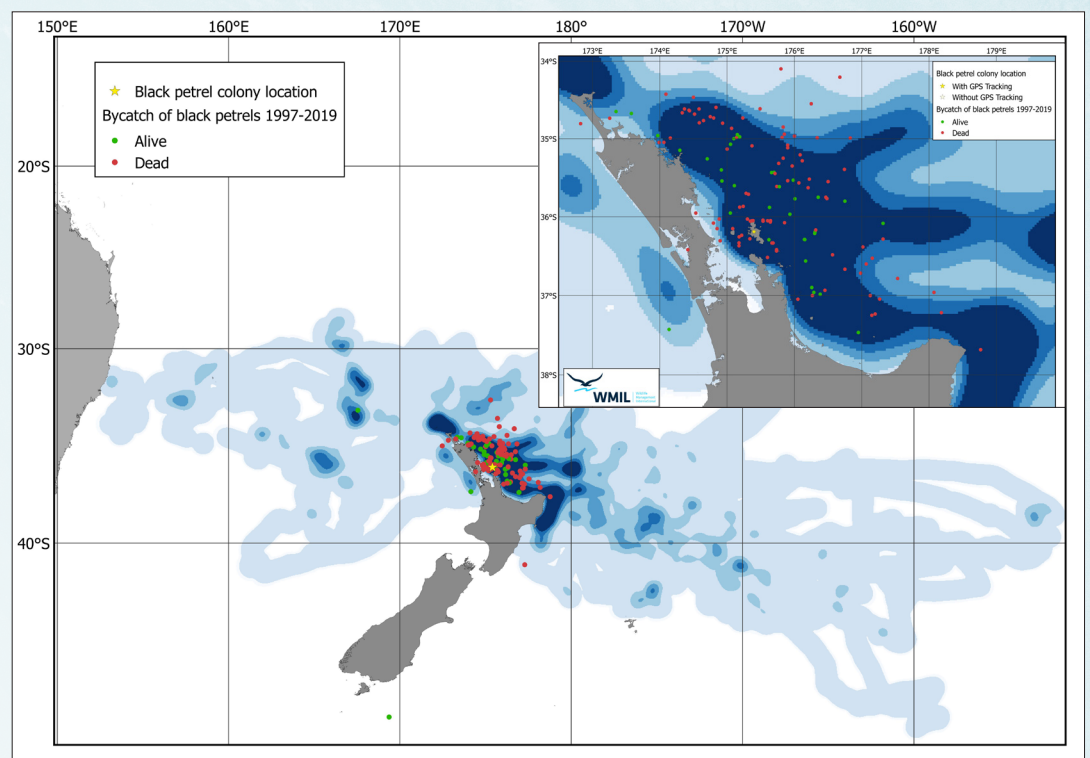 150°E 160°E 170°E 180° 170°W 160°W
Black petrel colony location
Bycatch of black petrels 1997-2019
Alive
Dead
20°S
30°S
40°S
173°E 174°E 175°E 176°E 177°E 178°E 179°E
34°S
35°S
36°S
37°S
38°S
Black petrel colony location
With GPS Tracking
Without GPS Tracking
Bycatch of black petrels 1997-2019
Alive
Dead
WMIL